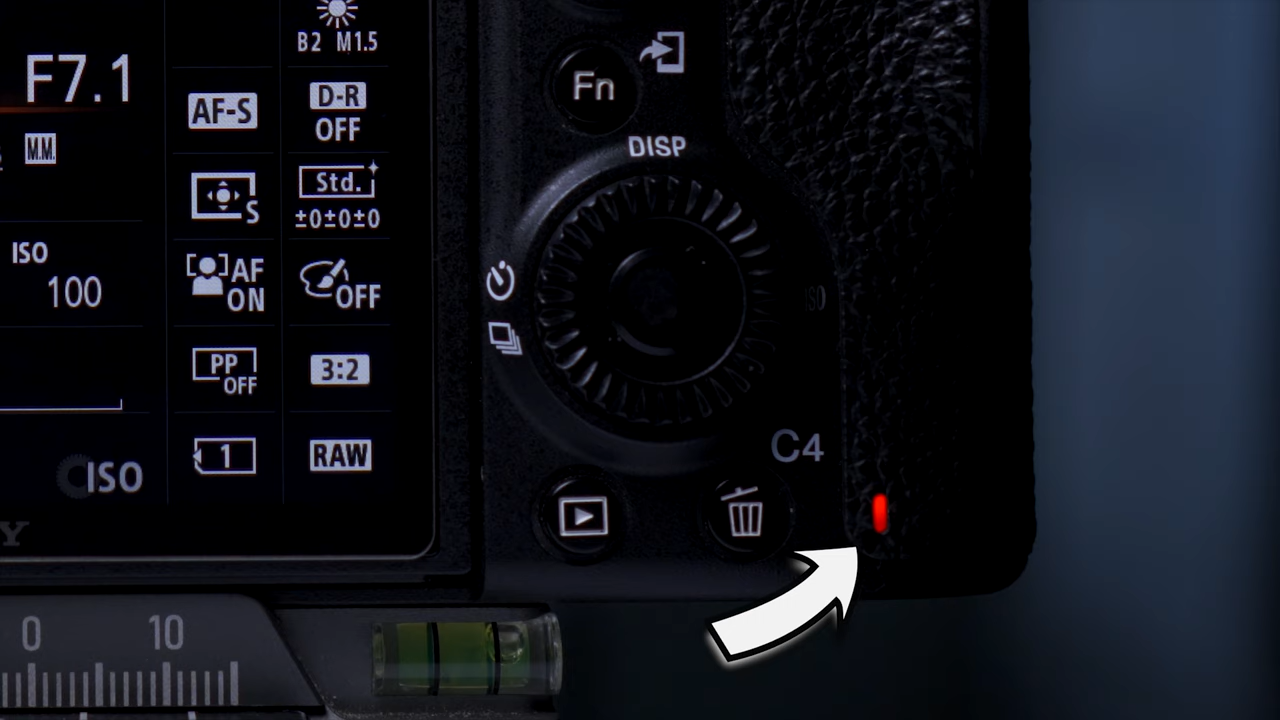 F7.1
M.M.
ISO
100
ISO
Y
AF-S
S
AF
ON
PP
OFF
1
B2 M1.5
D-R
OFF
Std.
±0±0±0
OFF
3:2
RAW
Fn
DISP
ISO
C4
0 10